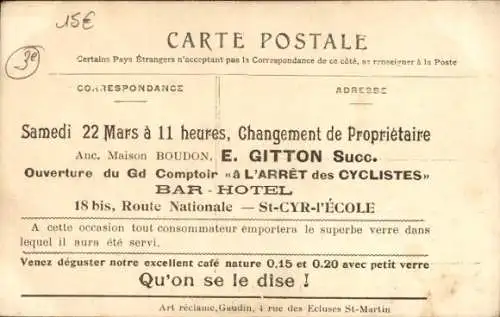 15€
3e
CARTE POSTALE
Certains Pays Étrangers n'acceptant pas la Correspondance de ce côté, se renseigner à la Poste
CORRESPONDANCE
ADRESSE
Samedi 22 Mars à 11 heures, Changement de Propriétaire
Anc. Maison BOUDON, E. GITTON Succ.
Ouverture du Gd Comptoir "à L'ARRÊT des CYCLISTES"
BAR-HOTEL
18 bis, Route Nationale — St-CYR-l'ÉCOLE
A cette occasion tout consommateur emportera le superbe verre dans
lequel il aura été servi.
Venez déguster notre excellent café nature 0,15 et 0.20 avec petit verre
Qu'on se le dise !
Art réclame, Gaudin, 4 rue des Ecluses St-Martin